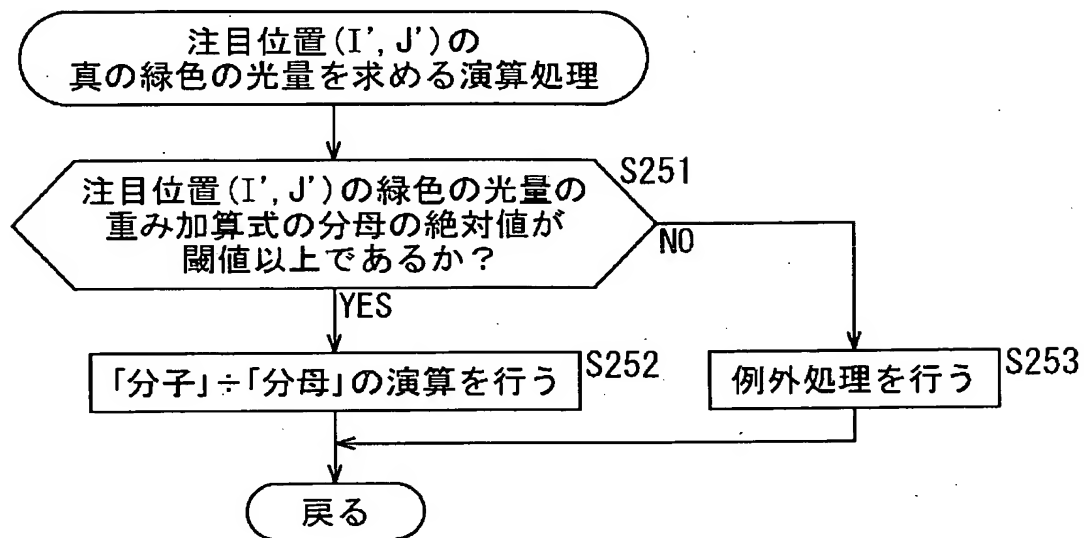 注目位置(I', J')の
真の緑色の光量を求める演算処理
注目位置(I', J')の緑色の光量の
重み加算式の分母の絶対値が
閾値以上であるか?
S251
NO
YES
「分子」÷「分母」の演算を行う
S252
例外処理を行う
S253
戻る